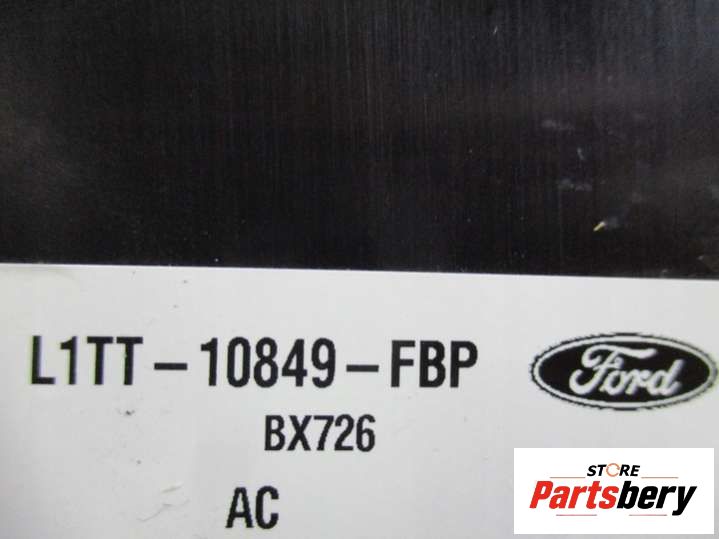 L1TT-10849-FBP
Ford
BX726
AC
STORE
Partsbery